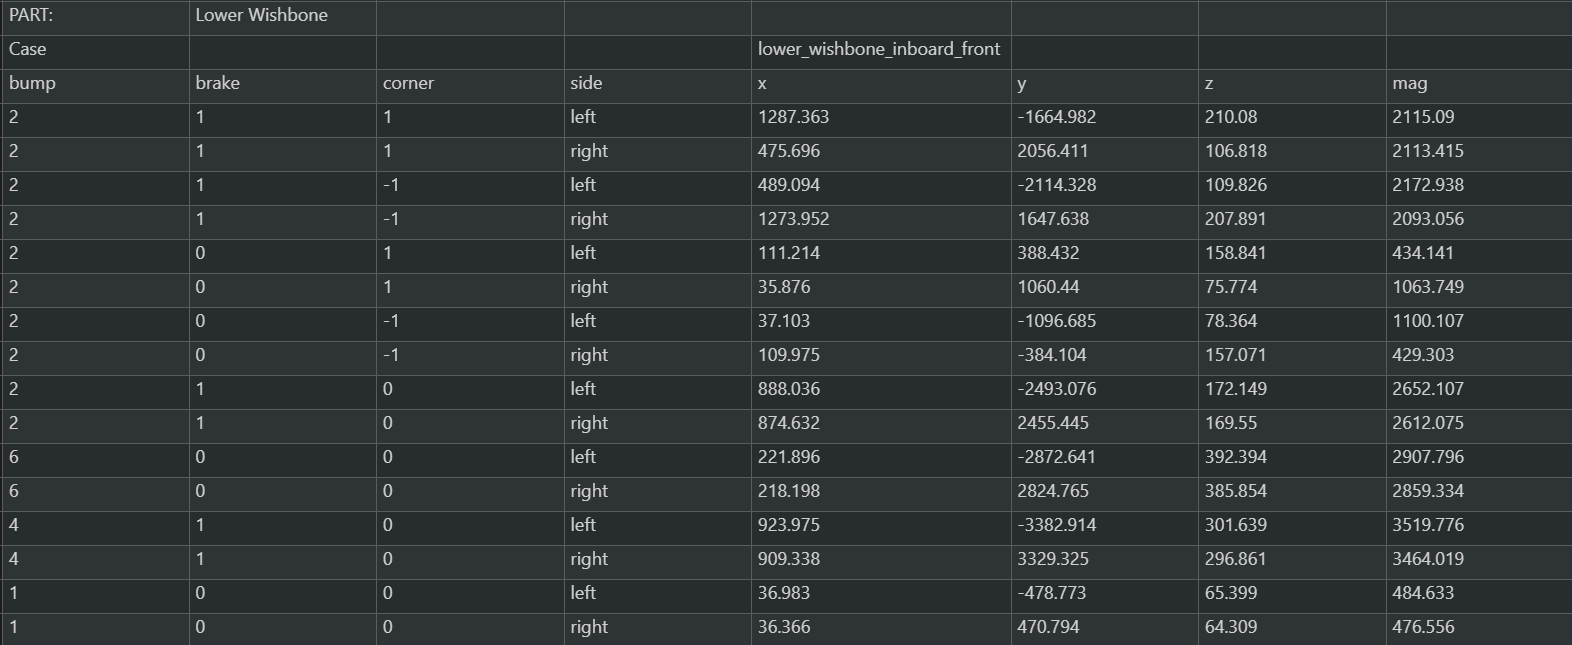 PART: Lower Wishbone
Case lower_wishbone_inboard_front
bump brake corner side x y z mag
2 1 1 left 1287.363 -1664.982 210.08 2115.09
2 1 1 right 475.696 2056.411 106.818 2113.415
2 1 -1 left 489.094 -2114.328 109.826 2172.938
2 1 -1 right 1273.952 1647.638 207.891 2093.056
2 0 1 left 111.214 388.432 158.841 434.141
2 0 1 right 35.876 1060.44 75.774 1063.749
2 0 -1 left 37.103 -1096.685 78.364 1100.107
2 0 -1 right 109.975 -384.104 157.071 429.303
2 1 0 left 888.036 -2493.076 172.149 2652.107
2 1 0 right 874.632 2455.445 169.55 2612.075
6 0 0 left 221.896 -2872.641 392.394 2907.796
6 0 0 right 218.198 2824.765 385.854 2859.334
4 1 0 left 923.975 -3382.914 301.639 3519.776
4 1 0 right 909.338 3329.325 296.861 3464.019
1 0 0 left 36.983 -478.773 65.399 484.633
1 0 0 right 36.366 470.794 64.309 476.556